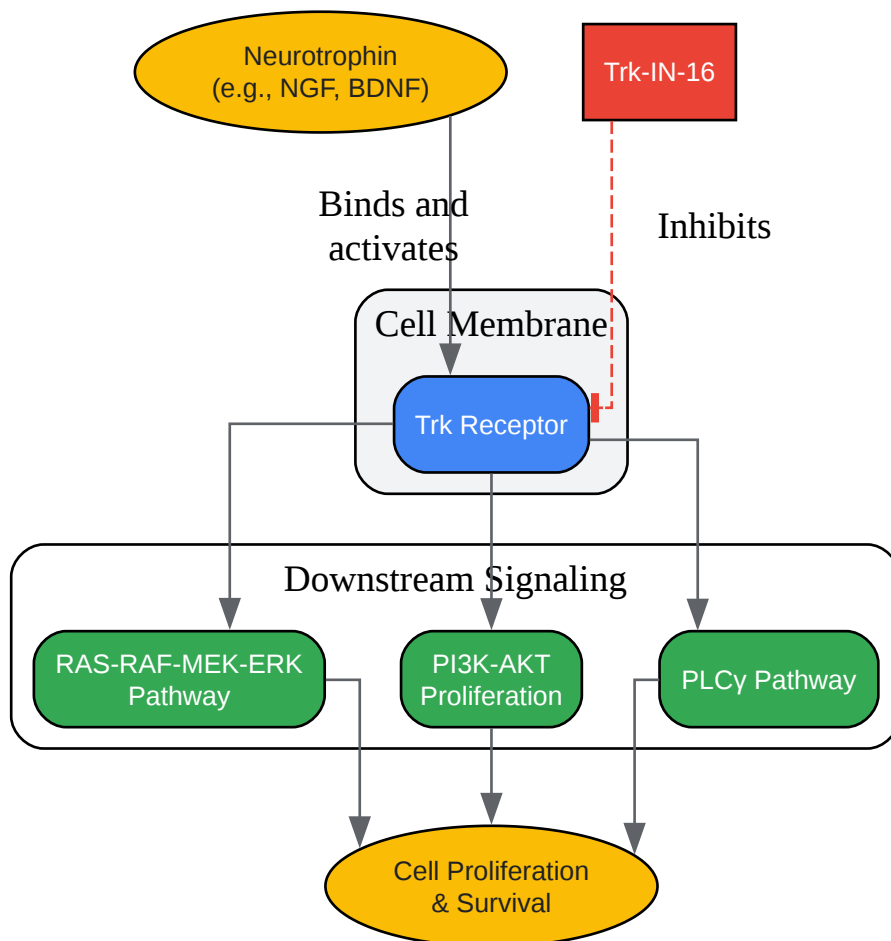 Neurotrophin
(e.g., NGF, BDNF)
Trk-IN-16
Binds and
activates
Inhibits
Cell Membrane
Trk Receptor
Downstream Signaling
RAS-RAF-MEK-ERK
Pathway
PI3K-AKT
Proliferation
PLCγ Pathway
Cell Proliferation
& Survival